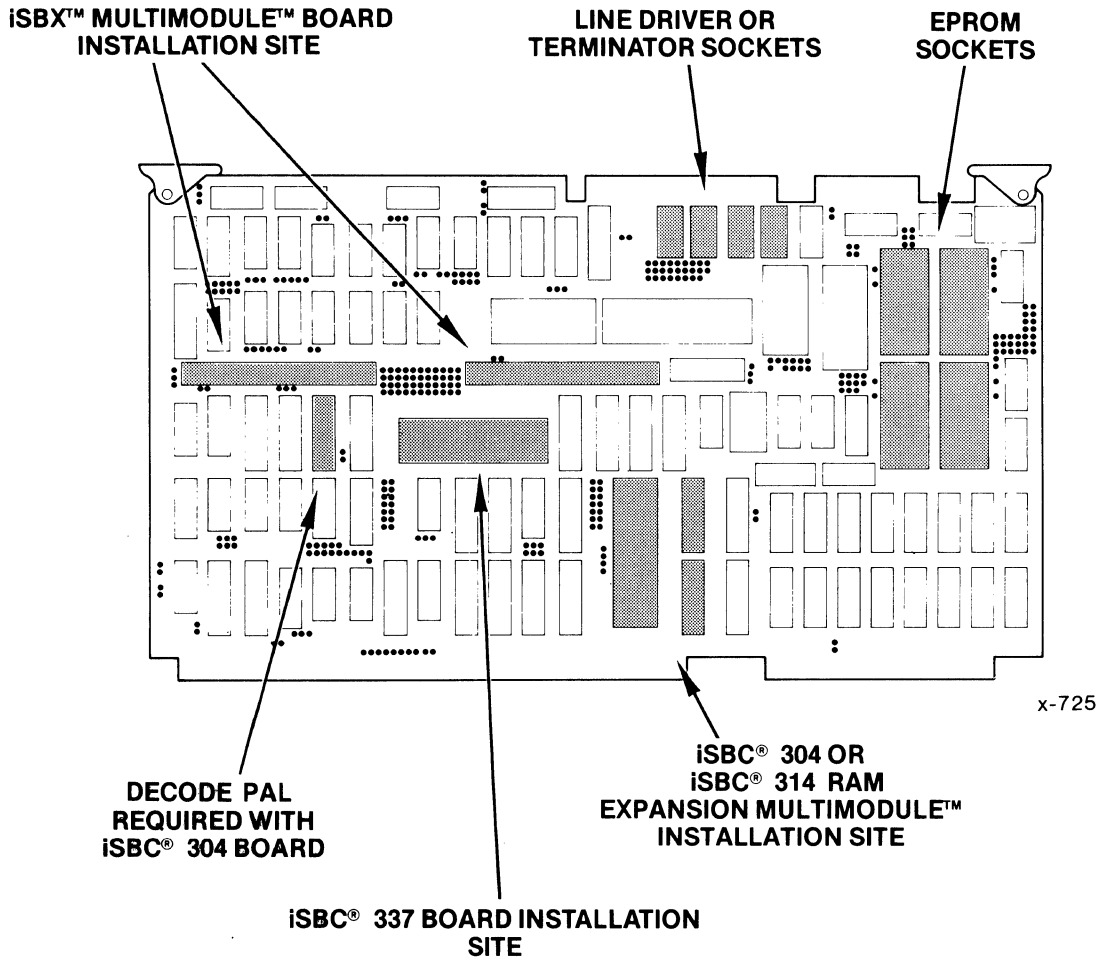 iSBX™ MULTIMODULE™ BOARD
INSTALLATION SITE
LINE DRIVER OR
TERMINATOR SOCKETS
EPROM
SOCKETS
x-725
iSBC® 304 OR
iSBC® 314 RAM
EXPANSION MULTIMODULE™
INSTALLATION SITE
DECODE PAL
REQUIRED WITH
iSBC® 304 BOARD
iSBC® 337 BOARD INSTALLATION
SITE